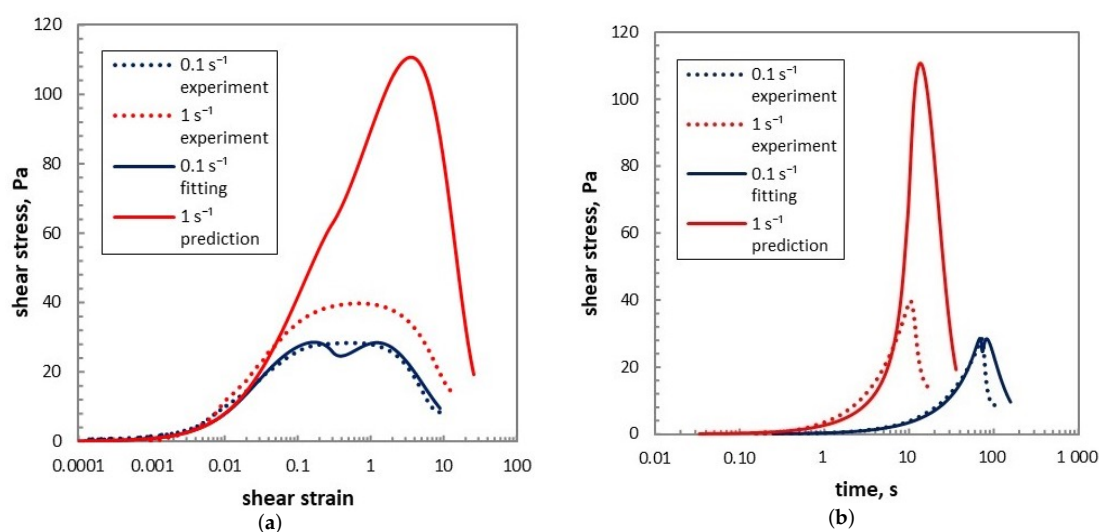 120
100
80
60
40
20
0
shear stress, Pa
0.1 s⁻¹
experiment
1 s⁻¹
experiment
0.1 s⁻¹
fitting
1 s⁻¹
prediction
0.0001 0.001 0.01 0.1 1 10 100
shear strain
(a)
120
100
80
60
40
20
0
shear stress, Pa
0.1 s⁻¹
experiment
1 s⁻¹
experiment
0.1 s⁻¹
fitting
1 s⁻¹
prediction
0.01 0.10 1 10 100 1 000
time, s
(b)